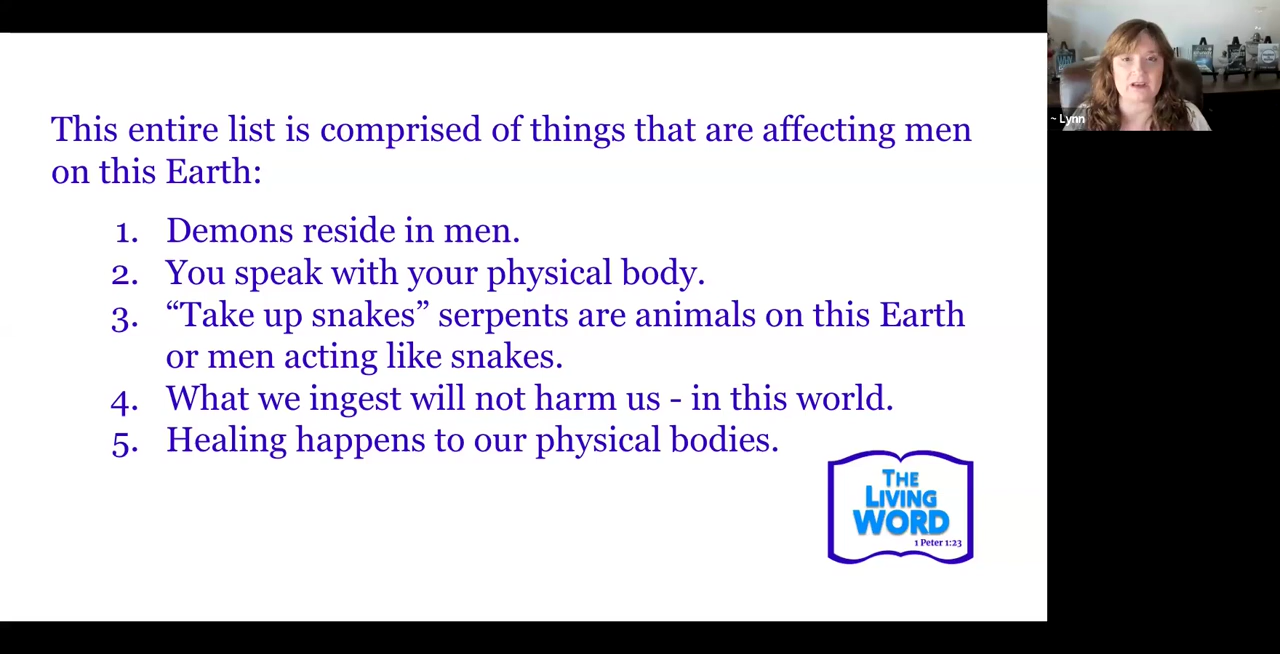 This entire list is comprised of things that are affecting men
on this Earth:
1. Demons reside in men.
2. You speak with your physical body.
3. “Take up snakes” serpents are animals on this Earth
or men acting like snakes.
4. What we ingest will not harm us - in this world.
5. Healing happens to our physical bodies.
THE
LIVING
WORD
1 Peter 1:23
~ Lynn